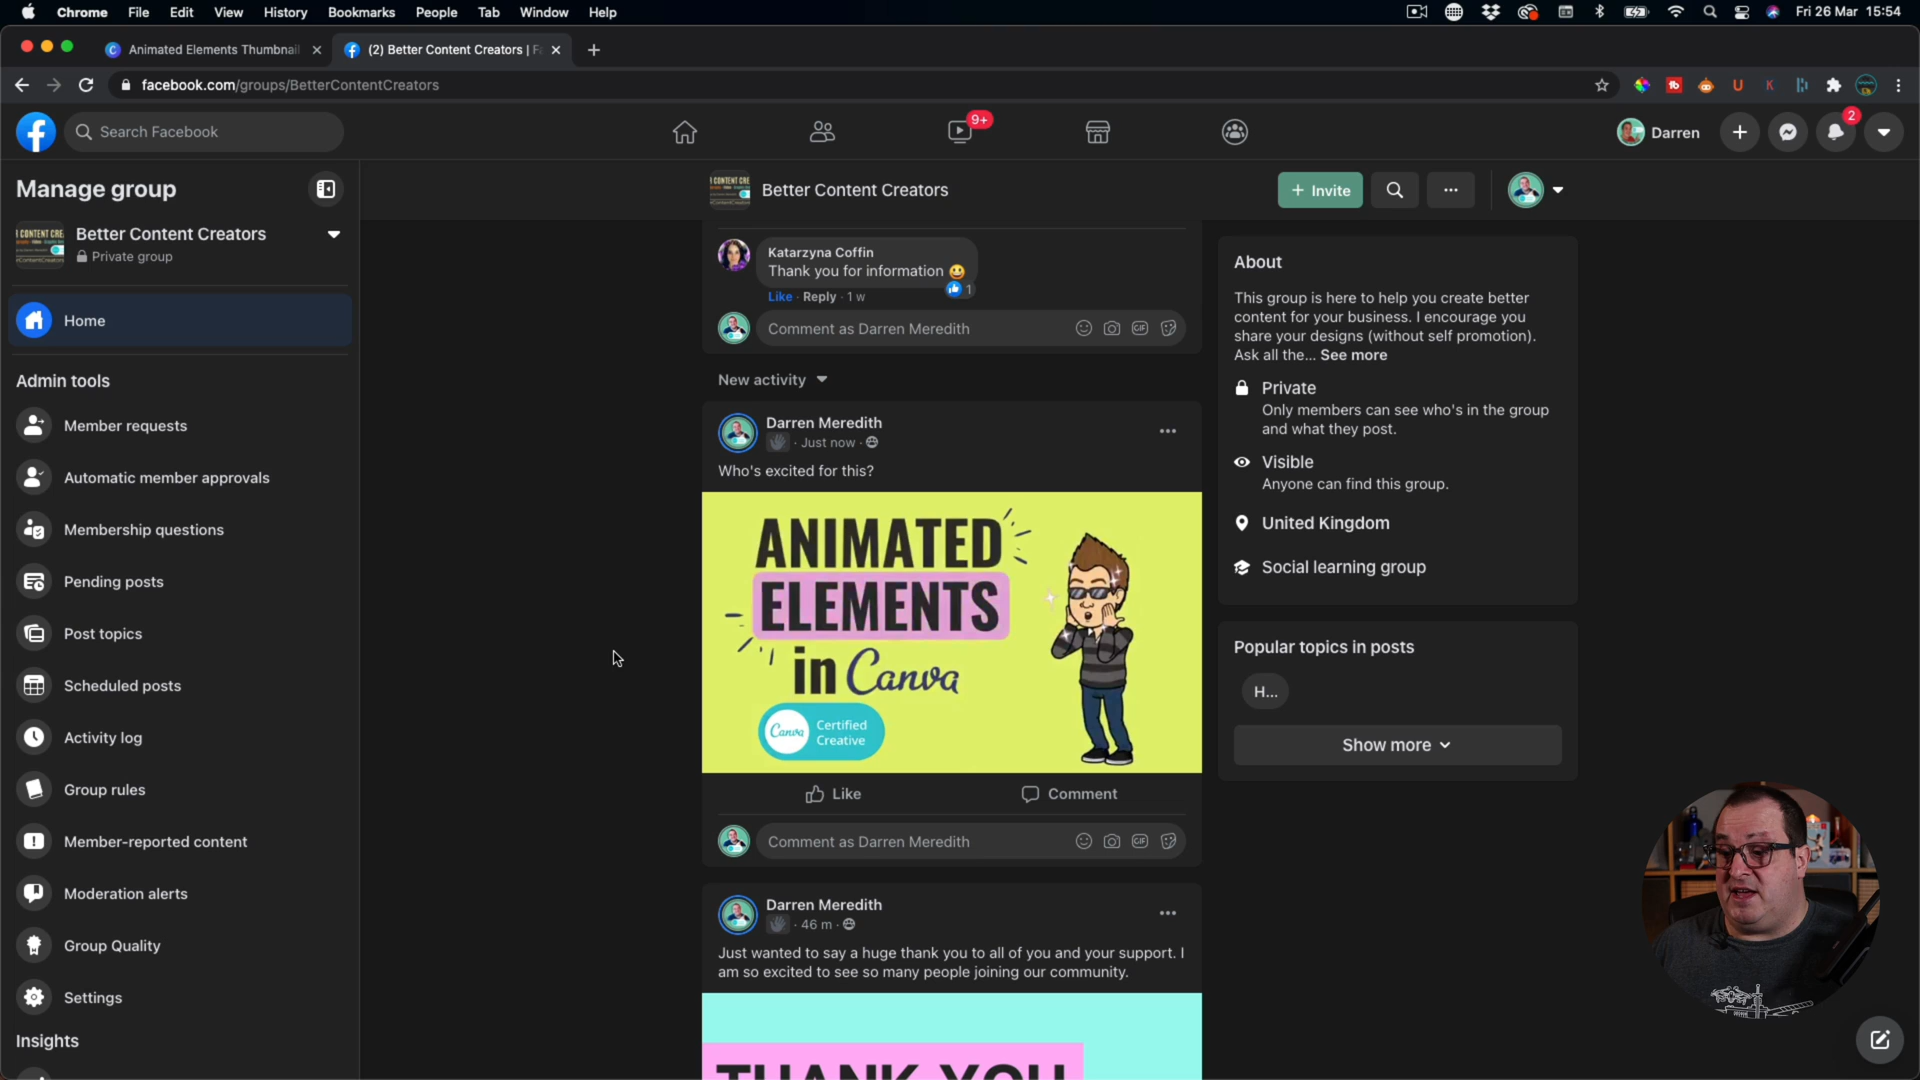 Chrome File Edit View History Bookmarks People Tab Window Help Fri 26 Mar 15:54
Animated Elements Thumbnail (2) Better Content Creators | Fa
facebook.com/groups/BetterContentCreators
Search Facebook 9+ Darren 2
Manage group
Better Content Creators
Private group
Home
Admin tools
Member requests
Automatic member approvals
Membership questions
Pending posts
Post topics
Scheduled posts
Activity log
Group rules
Member-reported content
Moderation alerts
Group Quality
Settings
Insights
Better Content Creators + Invite
Katarzyna Coffin
Thank you for information
Like · Reply · 1 w 1
Comment as Darren Meredith GIF
New activity
Darren Meredith
· Just now ·
Who's excited for this?
ANIMATED
ELEMENTS
in Canva
Canva Certified
Creative
Like Comment
Comment as Darren Meredith GIF
Darren Meredith
· 46 m ·
Just wanted to say a huge thank you to all of you and your support. I
am so excited to see so many people joining our community.
THANK YOU
About
This group is here to help you create better
content for your business. I encourage you
share your designs (without self promotion).
Ask all the... See more
Private
Only members can see who's in the group
and what they post.
Visible
Anyone can find this group.
United Kingdom
Social learning group
Popular topics in posts
H...
Show more